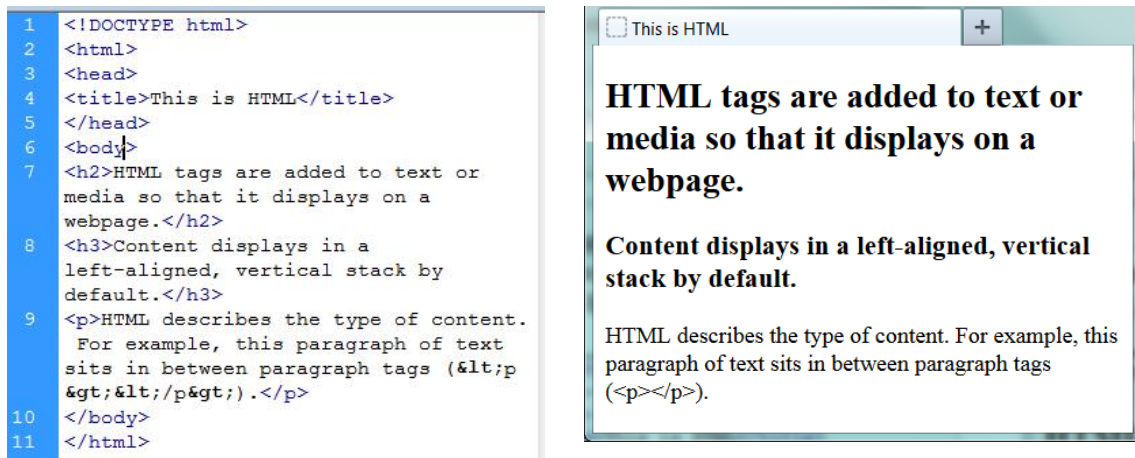 1 <!DOCTYPE html>
2 <html>
3 <head>
4 <title>This is HTML</title>
5 </head>
6 <body>
7 <h2>HTML tags are added to text or
media so that it displays on a
webpage.</h2>
8 <h3>Content displays in a
left-aligned, vertical stack by
default.</h3>
9 <p>HTML describes the type of content.
For example, this paragraph of text
sits in between paragraph tags (&lt;p
&gt;&lt;/p&gt;).</p>
10 </body>
11 </html>
This is HTML +
HTML tags are added to text or
media so that it displays on a
webpage.
Content displays in a left-aligned, vertical
stack by default.
HTML describes the type of content. For example, this
paragraph of text sits in between paragraph tags
(<p></p>).